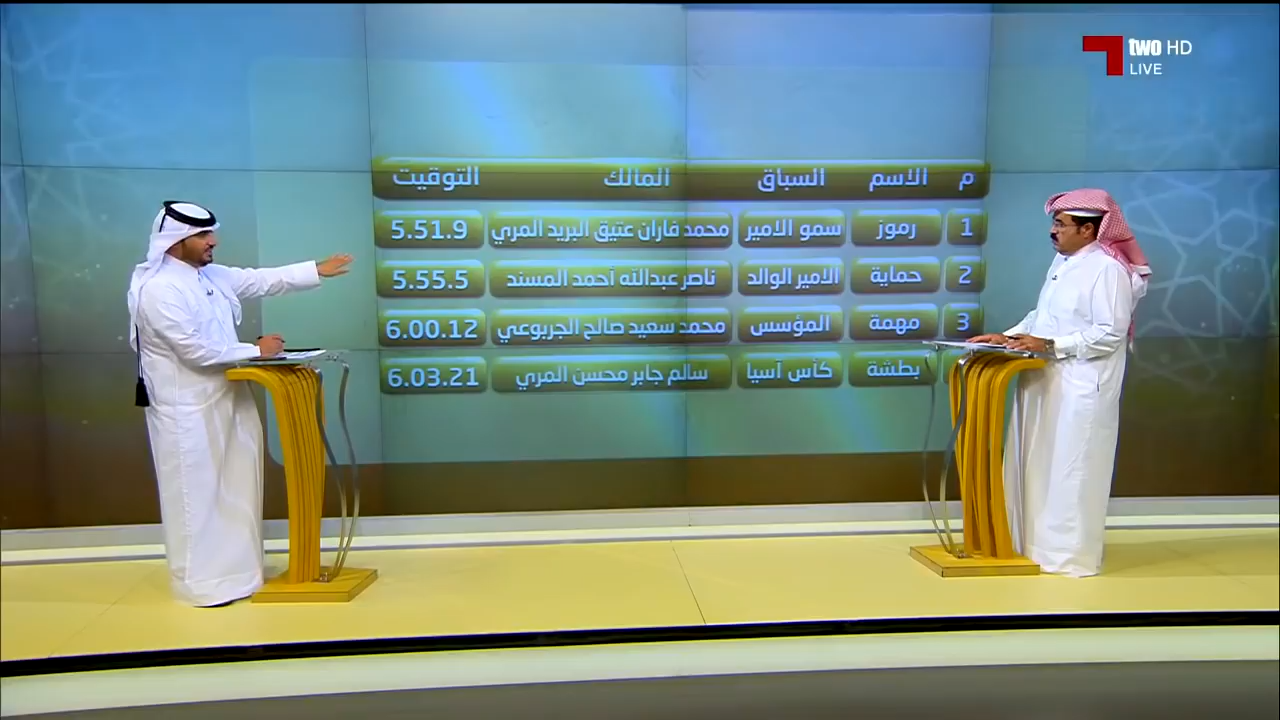 two HD
LIVE
م الاسم السباق المالك التوقيت
1 رموز سمو الامير محمد فاران عتيق البريد المري 5.51.9
2 حماية الامير الوالد ناصر عبدالله أحمد المسند 5.55.5
3 مهمة المؤسس محمد سعيد صالح الجربوعي 6.00.12
بطشة كأس آسيا سالم جابر محسن المري 6.03.21